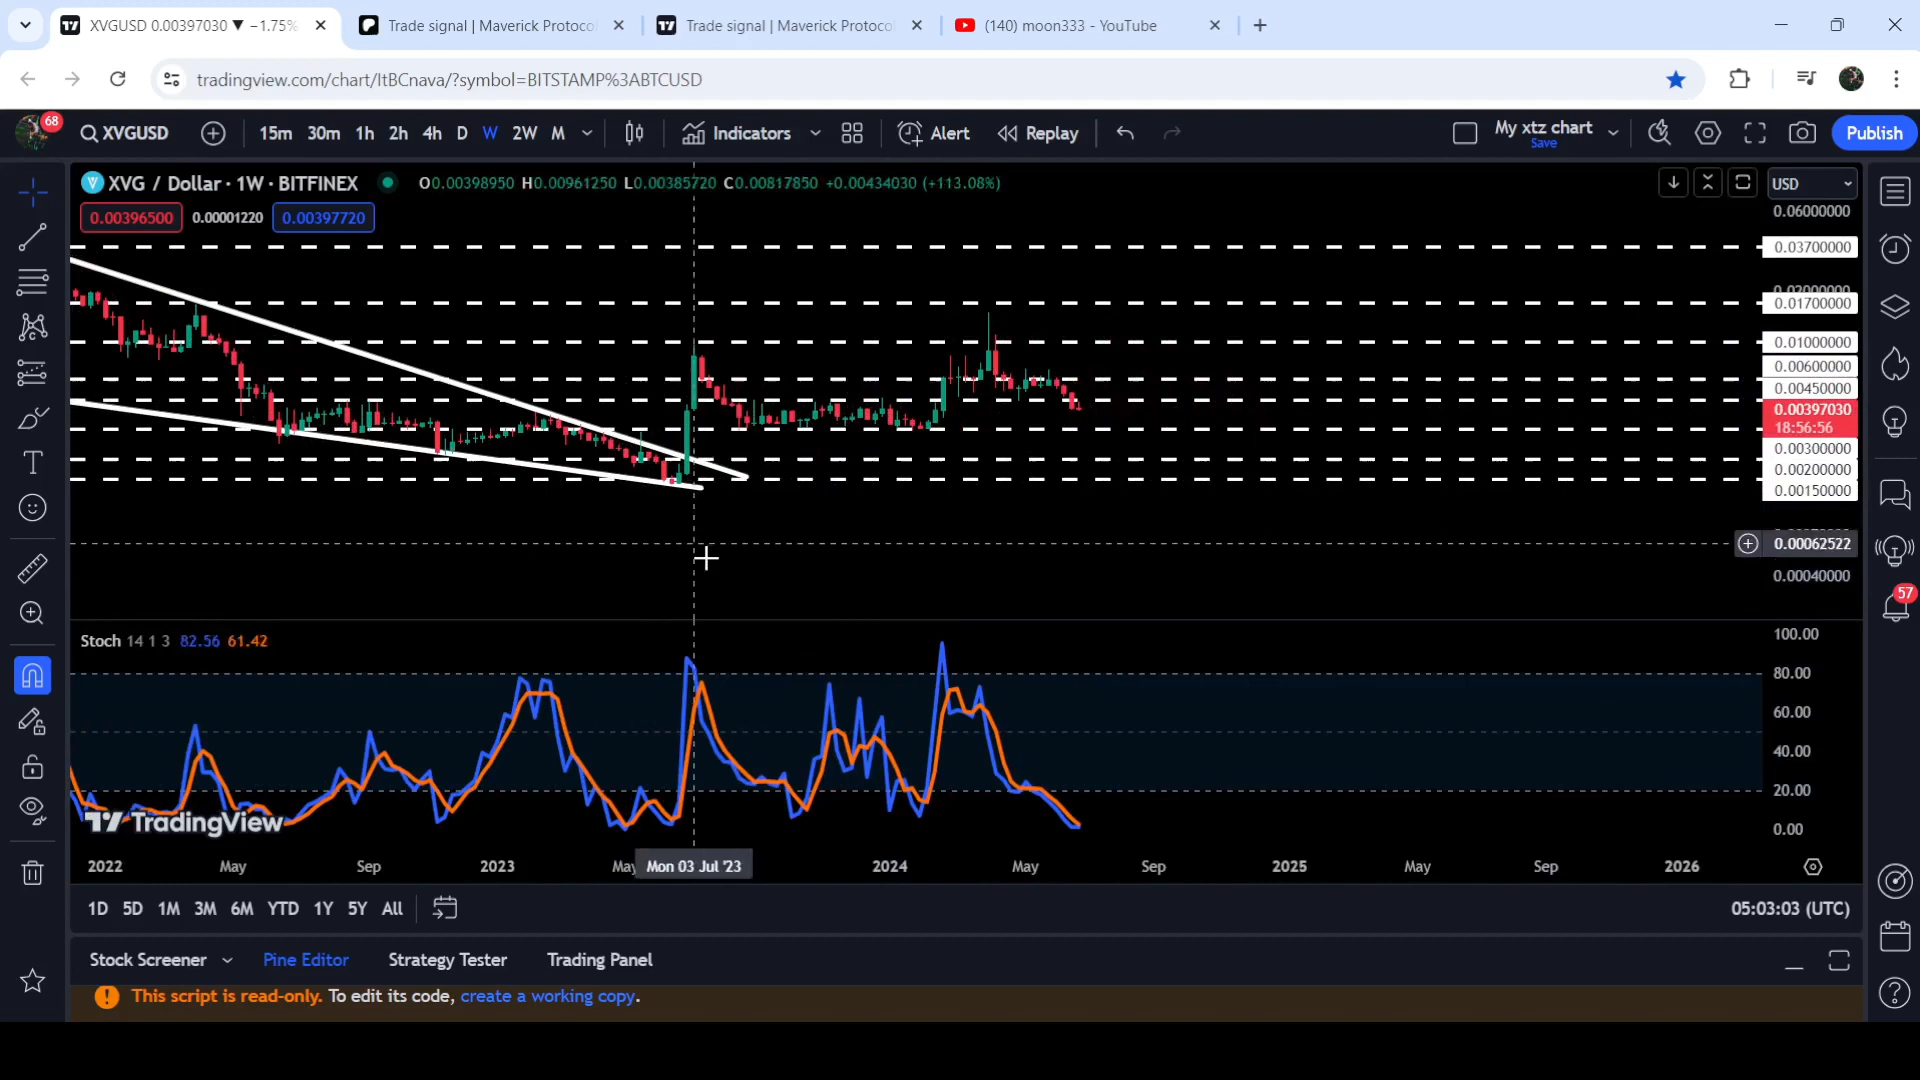 XVGUSD 0.00397030 ▼ −1.75%
Trade signal | Maverick Protoco
Trade signal | Maverick Protoco
(140) moon333 - YouTube
tradingview.com/chart/ItBCnava/?symbol=BITSTAMP%3ABTCUSD
68
XVGUSD
15m 30m 1h 2h 4h D W 2W M
Indicators
Alert
Replay
My xtz chart
Save
Publish
XVG / Dollar · 1W · BITFINEX
O0.00398950 H0.00961250 L0.00385720 C0.00817850 +0.00434030 (+113.08%)
USD
0.00396500 0.00001220 0.00397720
0.06000000
0.03700000
0.02000000
0.01700000
0.01000000
0.00600000
0.00450000
0.00397030
18:56:56
0.00300000
0.00200000
0.00150000
0.00062522
0.00040000
57
Stoch 14 1 3 82.56 61.42
100.00
80.00
60.00
40.00
20.00
0.00
TradingView
2022 May Sep 2023 May Mon 03 Jul '23 2024 May Sep 2025 May Sep 2026
1D 5D 1M 3M 6M YTD 1Y 5Y All
05:03:03 (UTC)
Stock Screener Pine Editor Strategy Tester Trading Panel
This script is read-only. To edit its code, create a working copy.